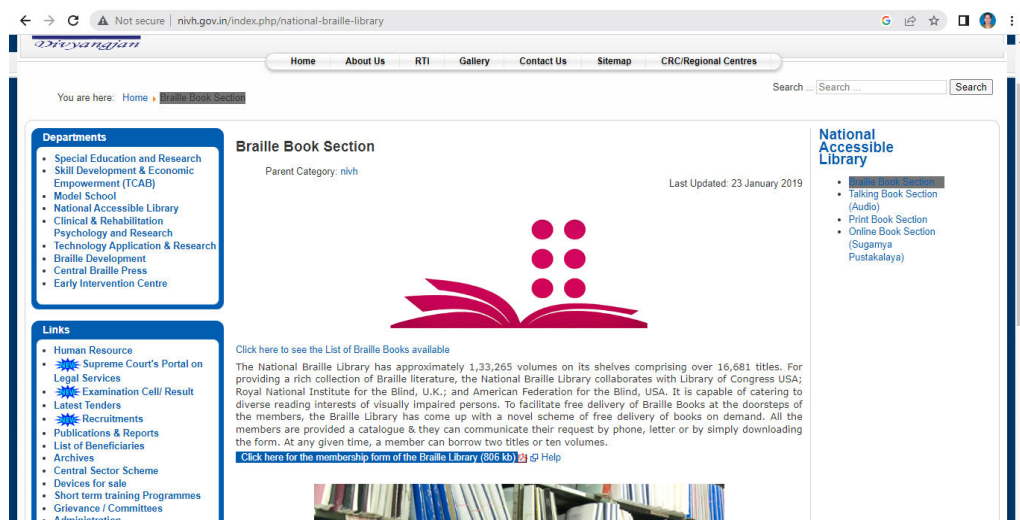 Not secure | nivh.gov.in/index.php/national-braille-library
Divyangjan
Home About Us RTI Gallery Contact Us Sitemap CRC/Regional Centres
Search ... Search ... Search
You are here: Home Braille Book Section
Departments
Special Education and Research
Skill Development & Economic
Empowerment (TCAB)
Model School
National Accessible Library
Clinical & Rehabilitation
Psychology and Research
Technology Application & Research
Braille Development
Central Braille Press
Early Intervention Centre
Links
Human Resource
Supreme Court's Portal on
Legal Services
Examination Cell/ Result
Latest Tenders
Recruitments
Publications & Reports
List of Beneficiaries
Archives
Central Sector Scheme
Devices for sale
Short term training Programmes
Grievance / Committees
Administration
Braille Book Section
Parent Category: nivh
Last Updated: 23 January 2019
Click here to see the List of Braille Books available
The National Braille Library has approximately 1,33,265 volumes on its shelves comprising over 16,681 titles. For
providing a rich collection of Braille literature, the National Braille Library collaborates with Library of Congress USA;
Royal National Institute for the Blind, U.K.; and American Federation for the Blind, USA. It is capable of catering to
diverse reading interests of visually impaired persons. To facilitate free delivery of Braille Books at the doorsteps of
the members, the Braille Library has come up with a novel scheme of free delivery of books on demand. All the
members are provided a catalogue & they can communicate their request by phone, letter or by simply downloading
the form. At any given time, a member can borrow two titles or ten volumes.
Click here for the membership form of the Braille Library (806 kb) Help
National
Accessible
Library
Braille Book Section
Talking Book Section
(Audio)
Print Book Section
Online Book Section
(Sugamya
Pustakalaya)